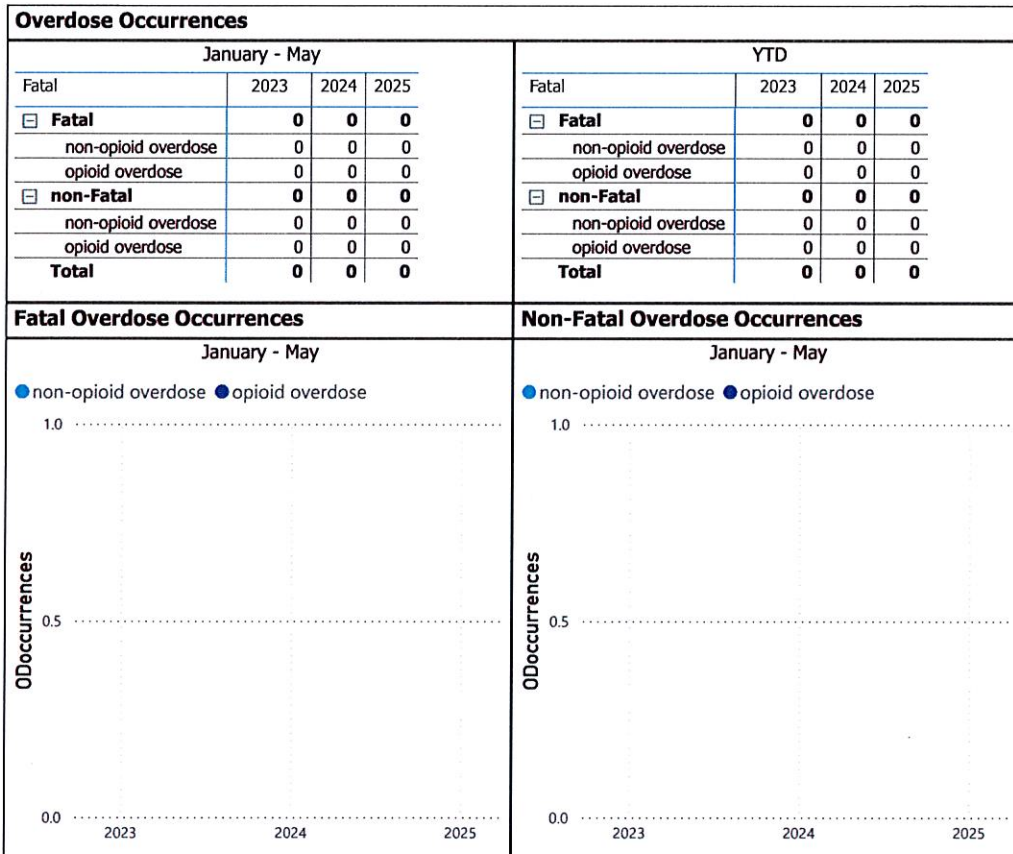 Overdose Occurrences
January - May
Fatal 2023 2024 2025
Fatal 0 0 0
non-opioid overdose 0 0 0
opioid overdose 0 0 0
non-Fatal 0 0 0
non-opioid overdose 0 0 0
opioid overdose 0 0 0
Total 0 0 0
YTD
Fatal 2023 2024 2025
Fatal 0 0 0
non-opioid overdose 0 0 0
opioid overdose 0 0 0
non-Fatal 0 0 0
non-opioid overdose 0 0 0
opioid overdose 0 0 0
Total 0 0 0
Fatal Overdose Occurrences
January - May
non-opioid overdose opioid overdose
1.0
0.5
0.0
ODoccurrences
2023 2024 2025
Non-Fatal Overdose Occurrences
January - May
non-opioid overdose opioid overdose
1.0
0.5
0.0
ODoccurrences
2023 2024 2025